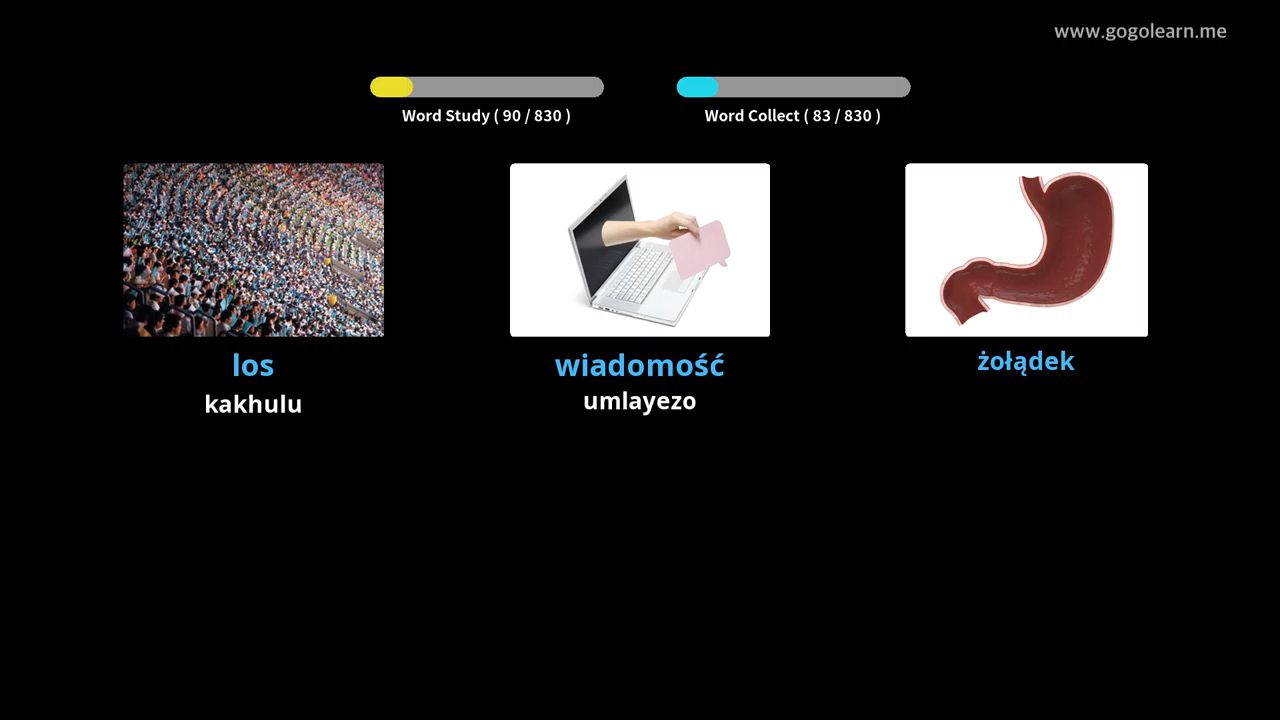 www.gogolearn.me
Word Study ( 90 / 830 )
Word Collect ( 83 / 830 )
los
kakhulu
wiadomość
umlayezo
żołądek